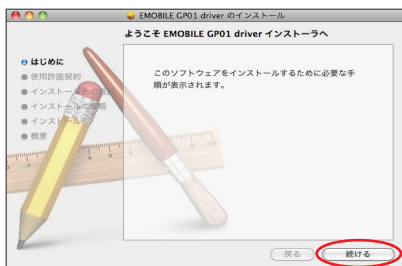 EMOBILE GP01 driver のインストール
ようこそ EMOBILE GP01 driver インストーラへ
はじめに
使用許諾契約
インストール先の選択
インストールの種類
インストール
概要
このソフトウェアをインストールするために必要な手
順が表示されます。
戻る
続ける